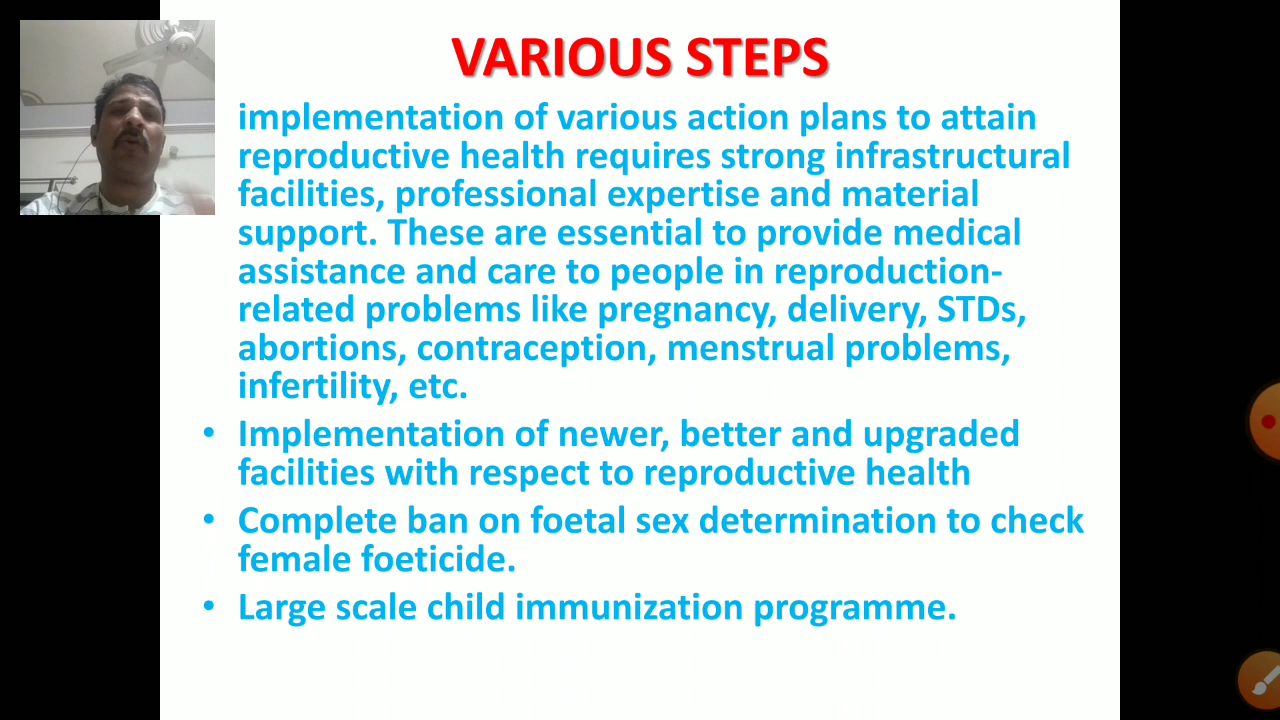 VARIOUS STEPS
implementation of various action plans to attain
reproductive health requires strong infrastructural
facilities, professional expertise and material
support. These are essential to provide medical
assistance and care to people in reproduction-
related problems like pregnancy, delivery, STDs,
abortions, contraception, menstrual problems,
infertility, etc.
• Implementation of newer, better and upgraded
facilities with respect to reproductive health
• Complete ban on foetal sex determination to check
female foeticide.
• Large scale child immunization programme.